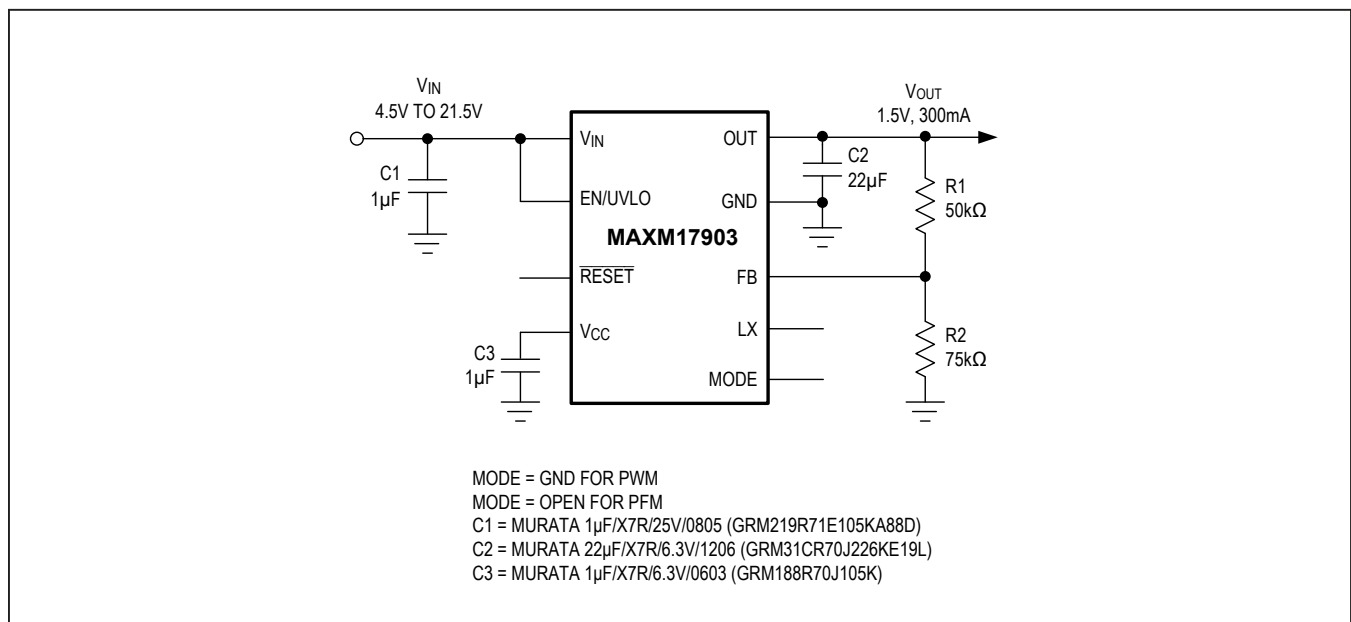 VIN
4.5V TO 21.5V
VOUT
1.5V, 300mA
C1
1µF
VIN
EN/UVLO
RESET
VCC
MAXM17903
OUT
GND
FB
LX
MODE
C2
22µF
R1
50kΩ
R2
75kΩ
C3
1µF
MODE = GND FOR PWM
MODE = OPEN FOR PFM
C1 = MURATA 1µF/X7R/25V/0805 (GRM219R71E105KA88D)
C2 = MURATA 22µF/X7R/6.3V/1206 (GRM31CR70J226KE19L)
C3 = MURATA 1µF/X7R/6.3V/0603 (GRM188R70J105K)